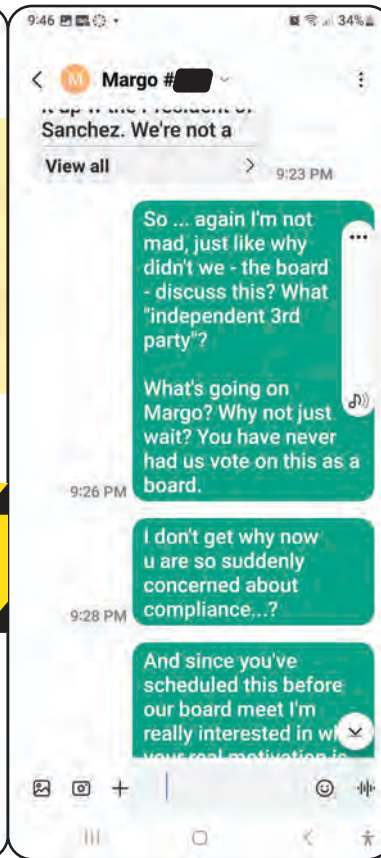 9:46
34%
M Margo #
Sanchez. We're not a
View all
9:23 PM
So ... again I'm not
mad, just like why
didn't we - the board
- discuss this? What
"independent 3rd
party"?
What's going on
Margo? Why not just
wait? You have never
had us vote on this as a
board.
9:26 PM
I don't get why now
u are so suddenly
concerned about
compliance...?
9:28 PM
And since you've
scheduled this before
our board meet I'm
really interested in
your real motivation is